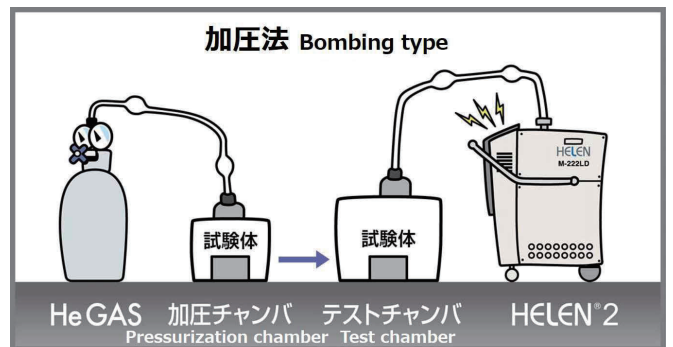 加圧法 Bombing type
HELEN
M-222LD
試験体
試験体
He GAS 加圧チャンバ テストチャンバ HELEN®2
Pressurization chamber Test chamber